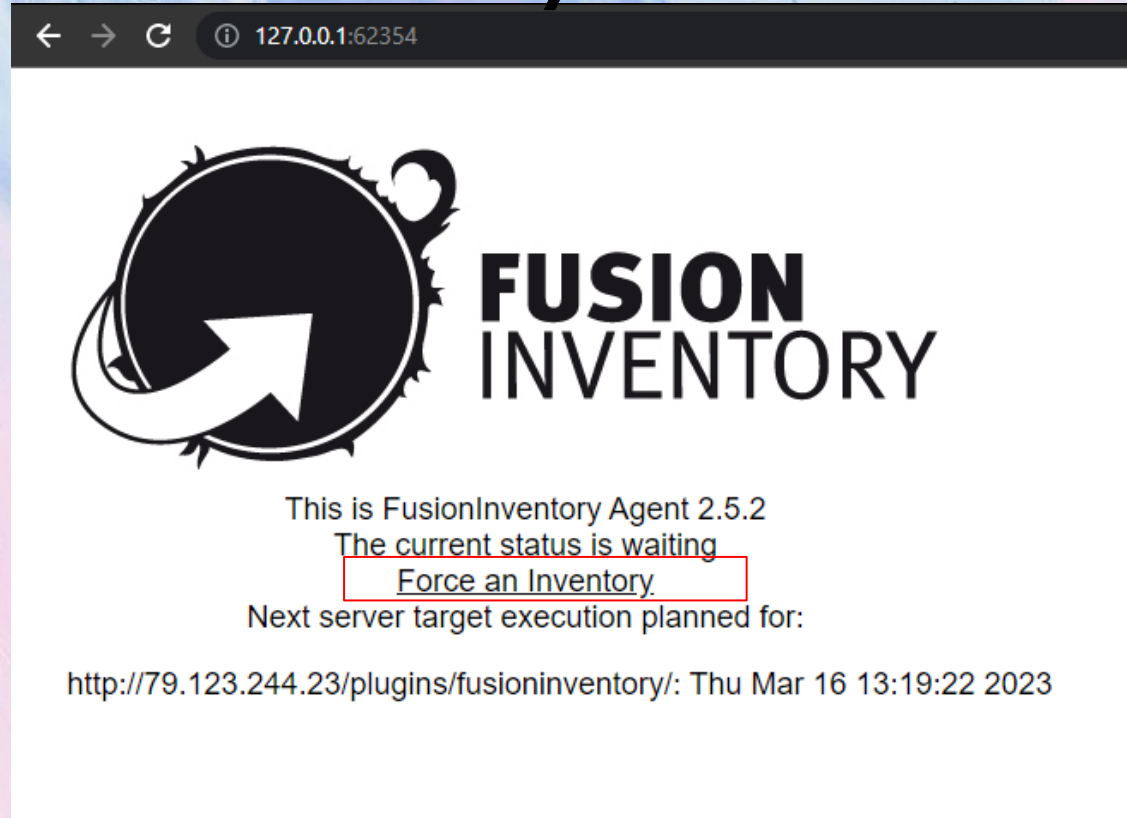 127.0.0.1:62354
FUSION
INVENTORY
This is FusionInventory Agent 2.5.2
The current status is waiting
Force an Inventory
Next server target execution planned for:
http://79.123.244.23/plugins/fusioninventory/: Thu Mar 16 13:19:22 2023